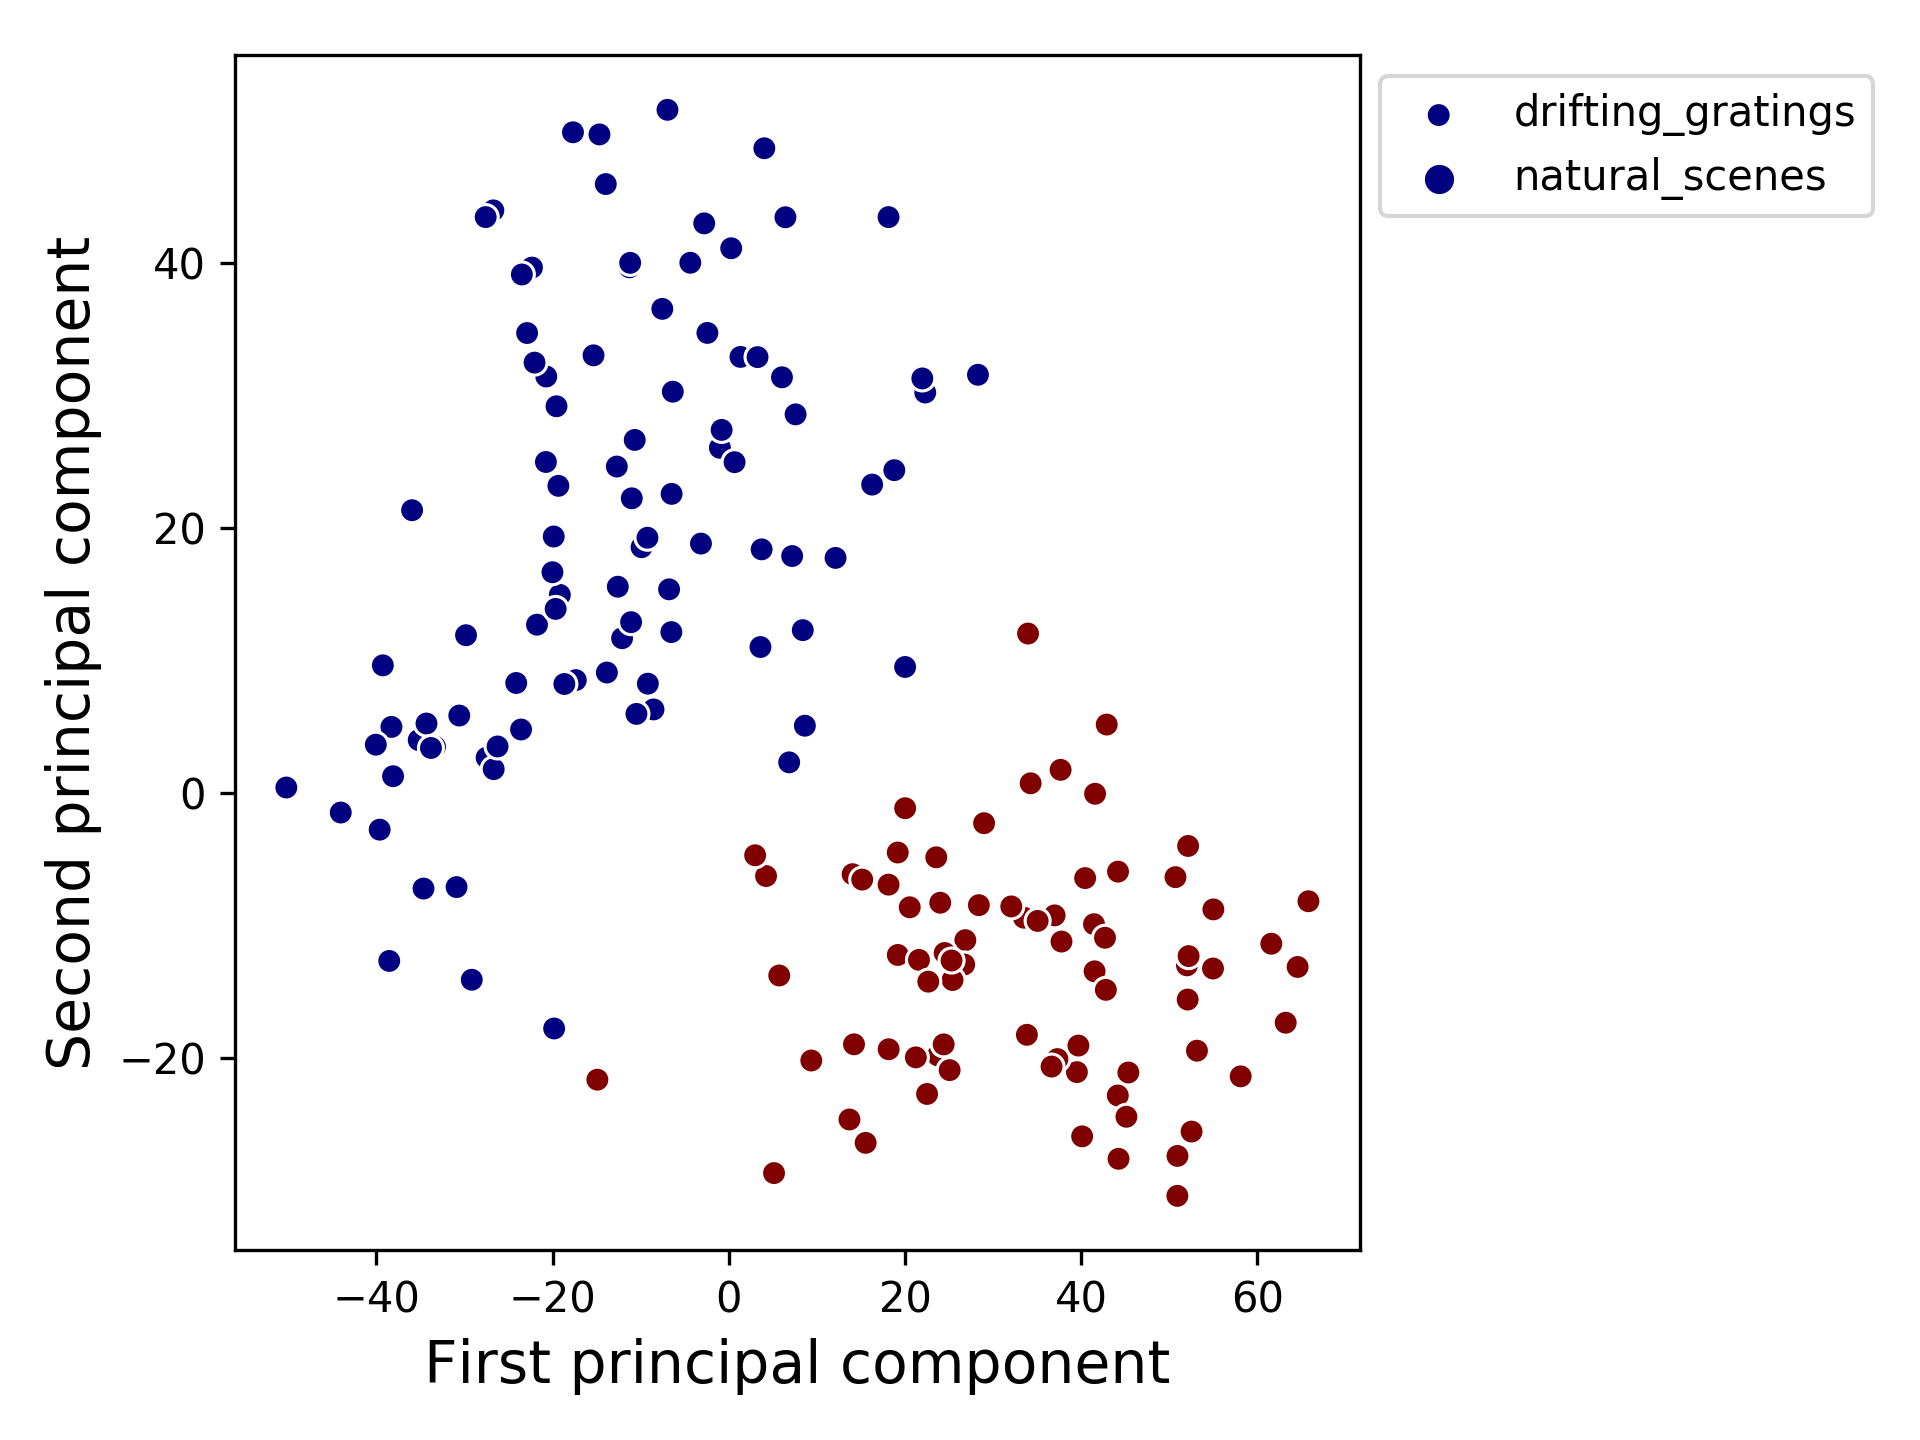 drifting_gratings
natural_scenes
40
20
0
−20
−40
−20
0
20
40
60
First principal component
Second principal component